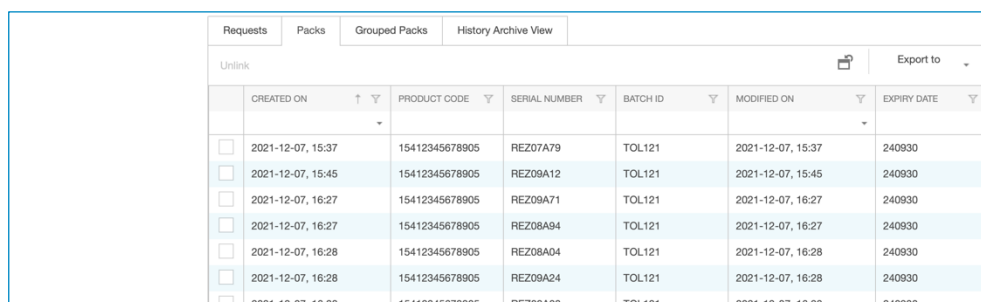 Requests Packs Grouped Packs History Archive View
Unlink Export to
CREATED ON PRODUCT CODE SERIAL NUMBER BATCH ID MODIFIED ON EXPIRY DATE
2021-12-07, 15:37 15412345678905 REZ07A79 TOL121 2021-12-07, 15:37 240930
2021-12-07, 15:45 15412345678905 REZ09A12 TOL121 2021-12-07, 15:45 240930
2021-12-07, 16:27 15412345678905 REZ09A71 TOL121 2021-12-07, 16:27 240930
2021-12-07, 16:27 15412345678905 REZ08A94 TOL121 2021-12-07, 16:27 240930
2021-12-07, 16:28 15412345678905 REZ08A04 TOL121 2021-12-07, 16:28 240930
2021-12-07, 16:28 15412345678905 REZ09A24 TOL121 2021-12-07, 16:28 240930